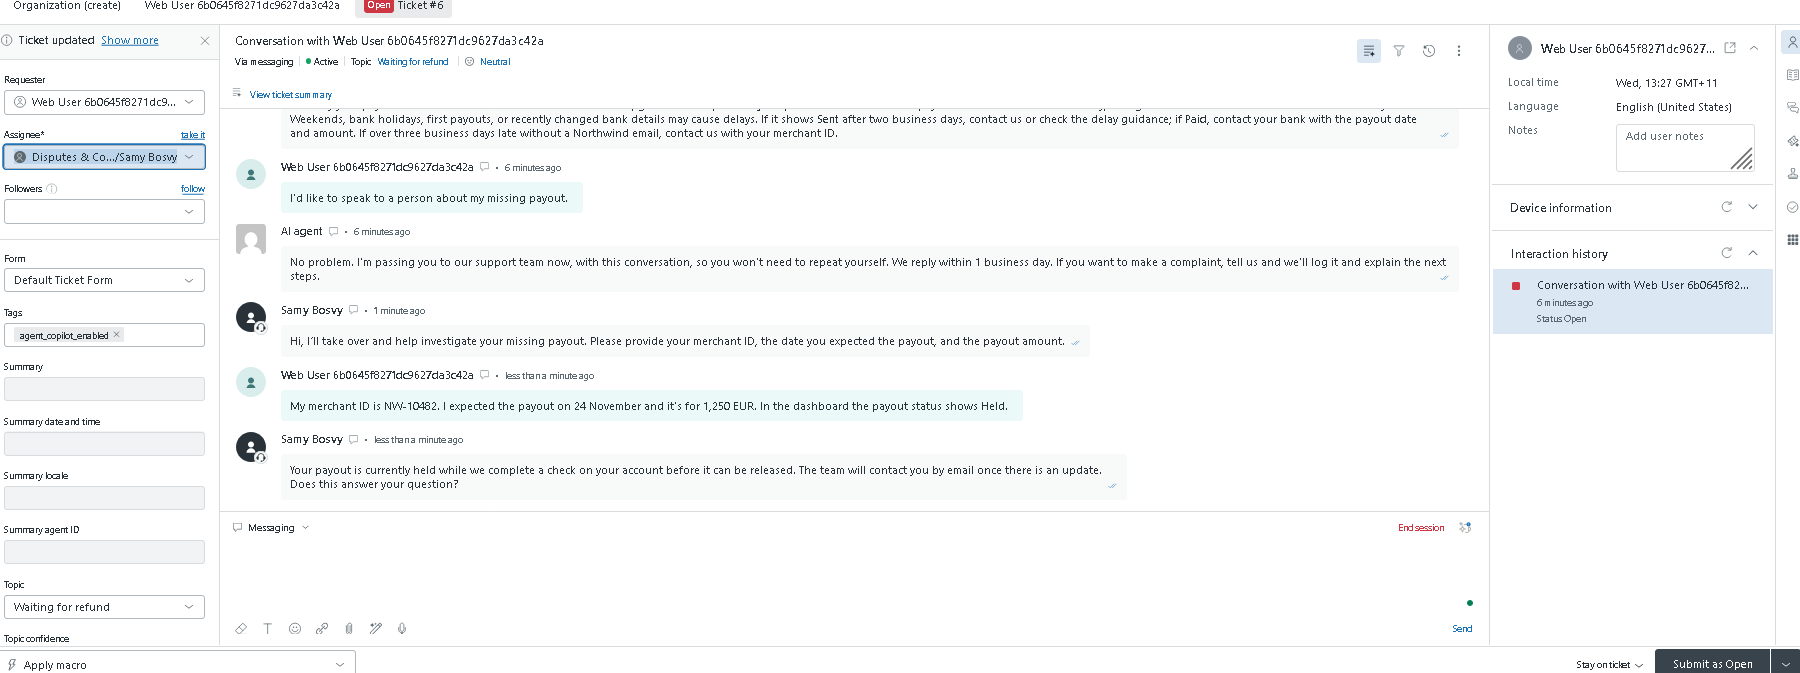 Organization (create)
Web User 6b0645f8271dc9627da3c42a
Open Ticket #6
Ticket updated Show more
Requester
Web User 6b0645f8271dc9...
Assignee* take it
Disputes & Co.../Samy Bosvy
Followers follow
Form
Default Ticket Form
Tags
agent_copilot_enabled
Summary
Summary date and time
Summary locale
Summary agent ID
Topic
Waiting for refund
Topic confidence
Apply macro
Conversation with Web User 6b0645f8271dc9627da3c42a
Via messaging Active Topic Waiting for refund Neutral
View ticket summary
Weekends, bank holidays, first payouts, or recently changed bank details may cause delays. If it shows Sent after two business days, contact us or check the delay guidance; if Paid, contact your bank with the payout date
and amount. If over three business days late without a Northwind email, contact us with your merchant ID.
Web User 6b0645f8271dc9627da3c42a • 6 minutes ago
I'd like to speak to a person about my missing payout.
AI agent • 6 minutes ago
No problem. I'm passing you to our support team now, with this conversation, so you won't need to repeat yourself. We reply within 1 business day. If you want to make a complaint, tell us and we'll log it and explain the next
steps.
Samy Bosvy • 1 minute ago
Hi, I'll take over and help investigate your missing payout. Please provide your merchant ID, the date you expected the payout, and the payout amount.
Web User 6b0645f8271dc9627da3c42a • less than a minute ago
My merchant ID is NW-10482. I expected the payout on 24 November and it's for 1,250 EUR. In the dashboard the payout status shows Held.
Samy Bosvy • less than a minute ago
Your payout is currently held while we complete a check on your account before it can be released. The team will contact you by email once there is an update.
Does this answer your question?
Messaging
End session
Send
Web User 6b0645f8271dc9627...
Local time Wed, 13:27 GMT+11
Language English (United States)
Notes Add user notes
Device information
Interaction history
Conversation with Web User 6b0645f82...
6 minutes ago
Status Open
Stay on ticket
Submit as Open